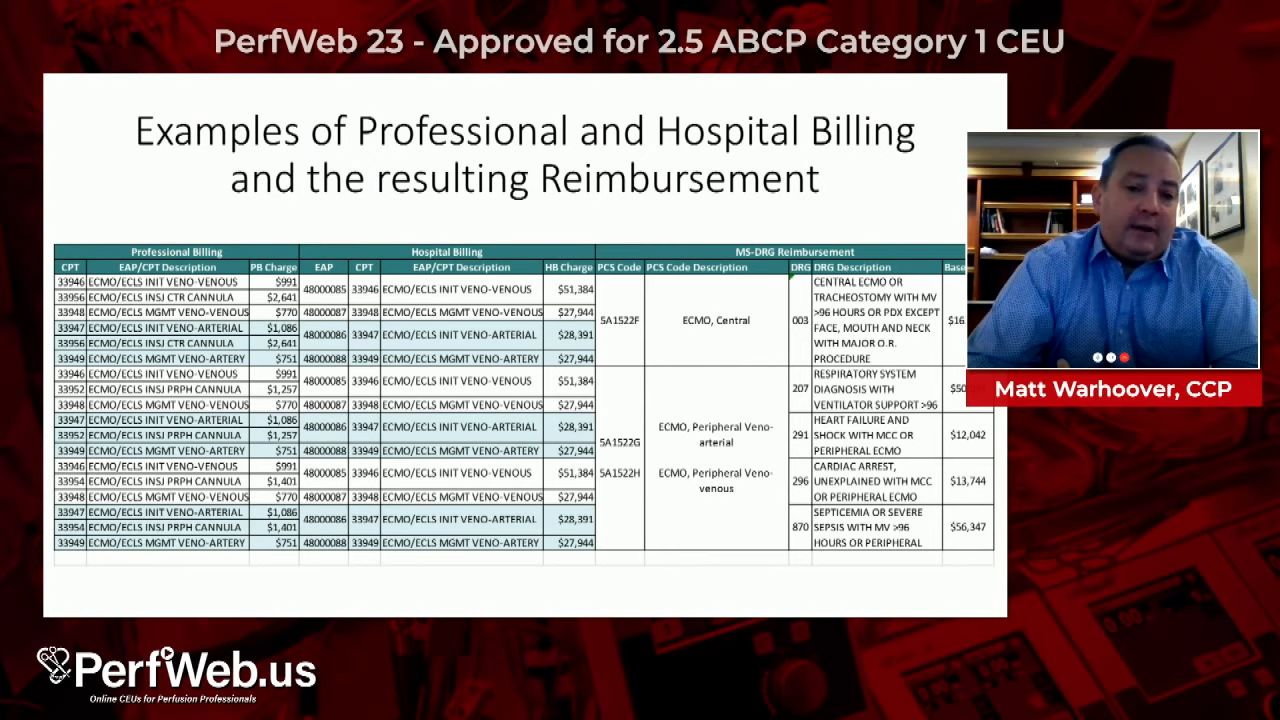 PerfWeb 23 - Approved for 2.5 ABCP Category 1 CEU
Examples of Professional and Hospital Billing
and the resulting Reimbursement
Professional Billing Hospital Billing MS-DRG Reimbursement
CPT EAP/CPT Description PB Charge EAP CPT EAP/CPT Description HB Charge PCS Code PCS Code Description DRG DRG Description Base
33946 ECMO/ECLS INIT VENO-VENOUS $991 48000085 33946 ECMO/ECLS INIT VENO-VENOUS $51,384
33956 ECMO/ECLS INSJ CTR CANNULA $2,641
33948 ECMO/ECLS MGMT VENO-VENOUS $770 48000087 33948 ECMO/ECLS MGMT VENO-VENOUS $27,944
33947 ECMO/ECLS INIT VENO-ARTERIAL $1,086 48000086 33947 ECMO/ECLS INIT VENO-ARTERIAL $28,391
33956 ECMO/ECLS INSJ CTR CANNULA $2,641
33949 ECMO/ECLS MGMT VENO-ARTERY $751 48000088 33949 ECMO/ECLS MGMT VENO-ARTERY $27,944
5A1522F ECMO, Central 003 CENTRAL ECMO OR
TRACHEOSTOMY WITH MV
>96 HOURS OR PDX EXCEPT
FACE, MOUTH AND NECK
WITH MAJOR O.R.
PROCEDURE
33946 ECMO/ECLS INIT VENO-VENOUS $991 48000085 33946 ECMO/ECLS INIT VENO-VENOUS $51,384
33952 ECMO/ECLS INSJ PRPH CANNULA $1,257
33948 ECMO/ECLS MGMT VENO-VENOUS $770 48000087 33948 ECMO/ECLS MGMT VENO-VENOUS $27,944
33947 ECMO/ECLS INIT VENO-ARTERIAL $1,086 48000086 33947 ECMO/ECLS INIT VENO-ARTERIAL $28,391
33952 ECMO/ECLS INSJ PRPH CANNULA $1,257
33949 ECMO/ECLS MGMT VENO-ARTERY $751 48000088 33949 ECMO/ECLS MGMT VENO-ARTERY $27,944
33946 ECMO/ECLS INIT VENO-VENOUS $991 48000085 33946 ECMO/ECLS INIT VENO-VENOUS $51,384
33954 ECMO/ECLS INSJ PRPH CANNULA $1,401
33948 ECMO/ECLS MGMT VENO-VENOUS $770 48000087 33948 ECMO/ECLS MGMT VENO-VENOUS $27,944
33947 ECMO/ECLS INIT VENO-ARTERIAL $1,086 48000086 33947 ECMO/ECLS INIT VENO-ARTERIAL $28,391
33954 ECMO/ECLS INSJ PRPH CANNULA $1,401
33949 ECMO/ECLS MGMT VENO-ARTERY $751 48000088 33949 ECMO/ECLS MGMT VENO-ARTERY $27,944
5A1522G ECMO, Peripheral Veno-
arterial
5A1522H ECMO, Peripheral Veno-
venous
207 RESPIRATORY SYSTEM
DIAGNOSIS WITH
VENTILATOR SUPPORT >96
291 HEART FAILURE AND
SHOCK WITH MCC OR $12,042
PERIPHERAL ECMO
296 CARDIAC ARREST,
UNEXPLAINED WITH MCC $13,744
OR PERIPHERAL ECMO
870 SEPTICEMIA OR SEVERE
SEPSIS WITH MV >96 $56,347
HOURS OR PERIPHERAL
Matt Warhoover, CCP
PerfWeb.us
Online CEUs for Perfusion Professionals